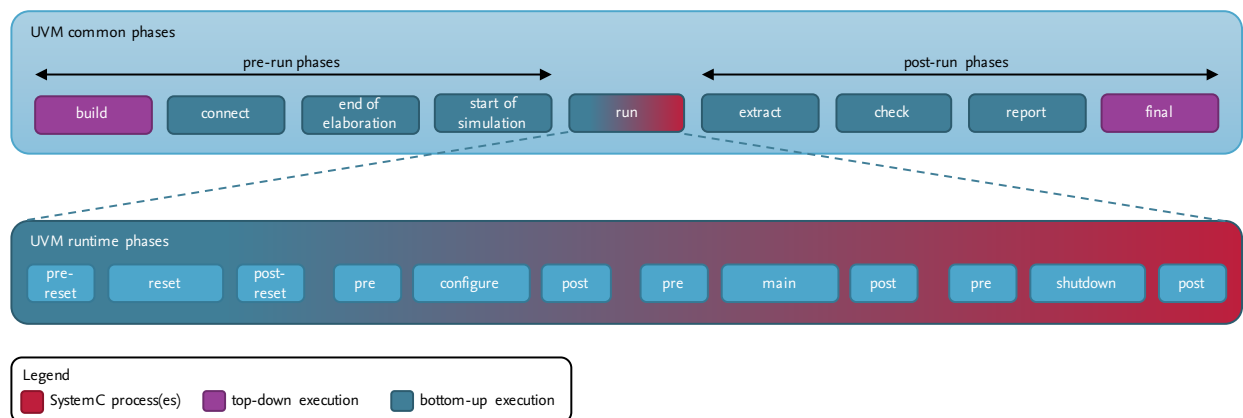 UVM common phases
pre-run phases
post-run phases
build
connect
end of
elaboration
start of
simulation
run
extract
check
report
final
UVM runtime phases
pre-
reset
reset
post-
reset
pre
configure
post
pre
main
post
pre
shutdown
post
Legend
SystemC process(es)
top-down execution
bottom-up execution